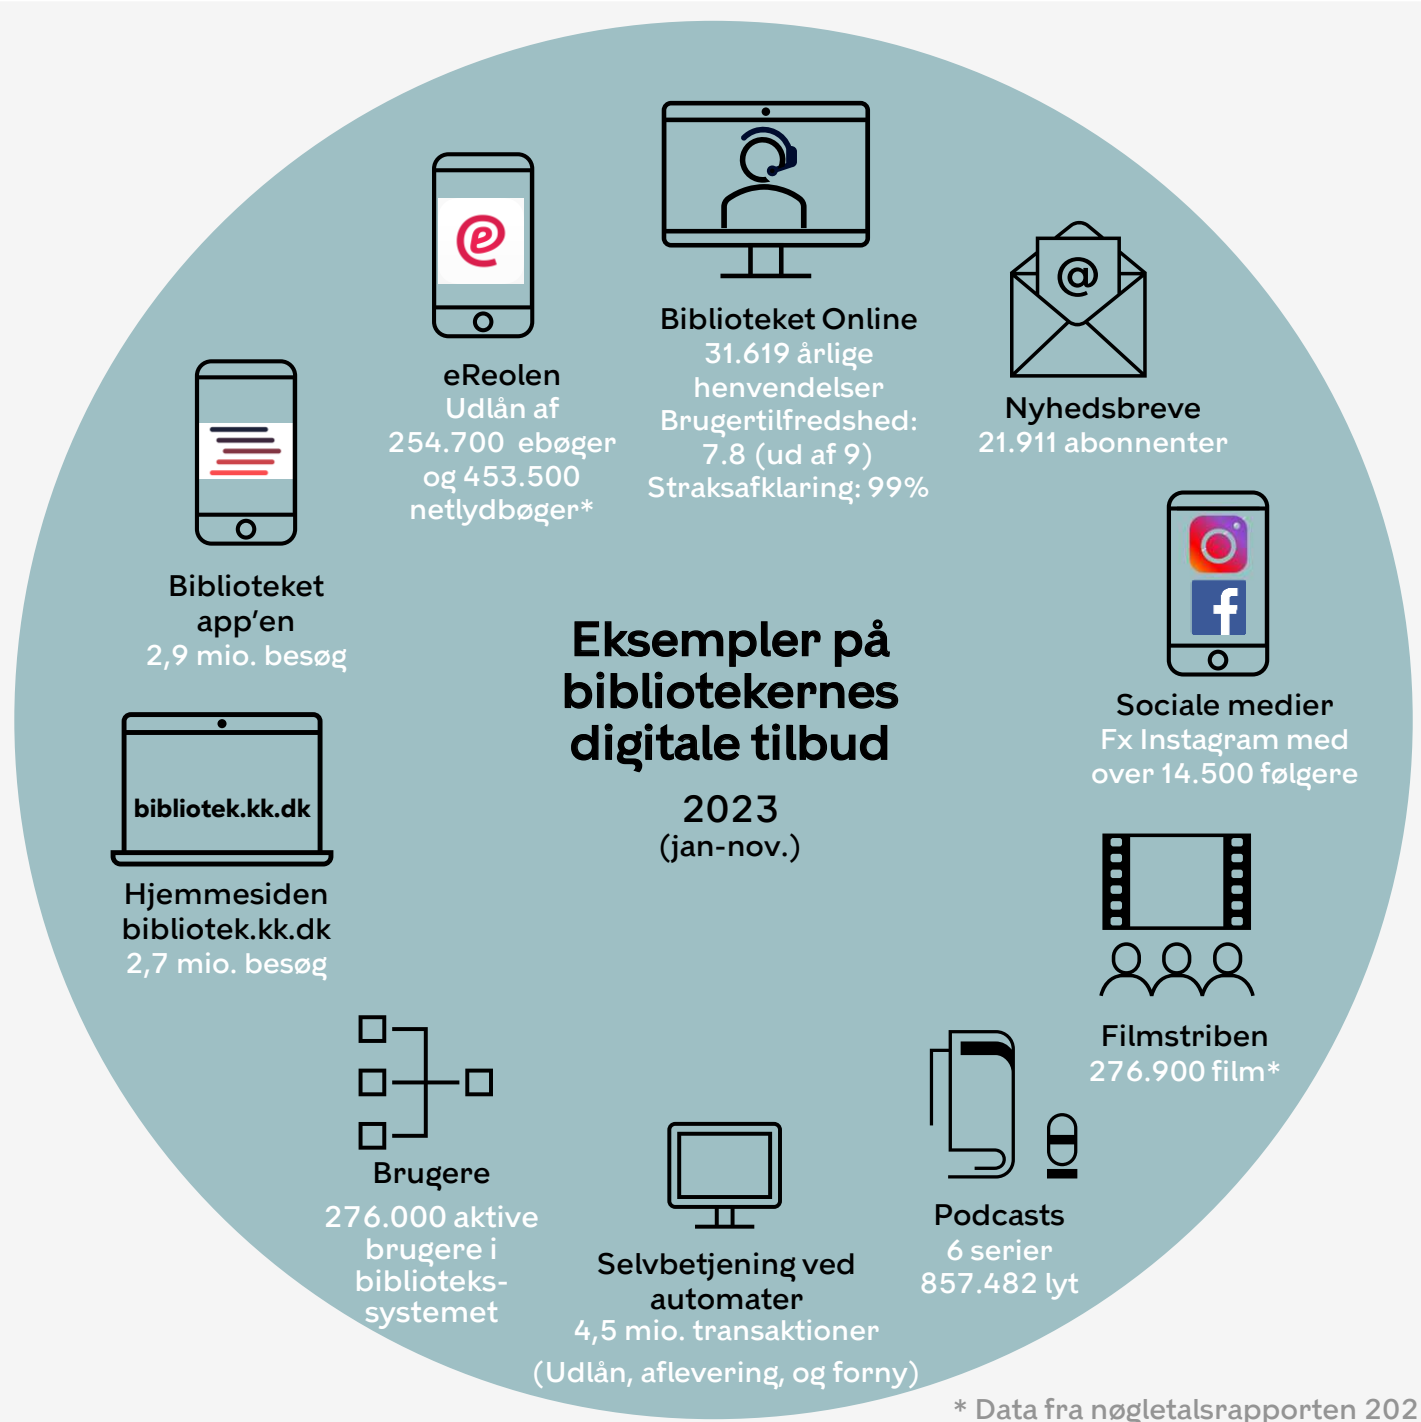 Eksempler på
bibliotekernes
digitale tilbud
2023
(jan-nov.)
Biblioteket Online
31.619 årlige
henvendelser
Brugertilfredshed:
7.8 (ud af 9)
Straksafklaring: 99%
@
Nyhedsbreve
21.911 abonnenter
Sociale medier
Fx Instagram med
over 14.500 følgere
Filmstriben
276.900 film*
Podcasts
6 serier
857.482 lyt
Selvbetjening ved
automater
4,5 mio. transaktioner
(Udlån, aflevering, og forny)
Brugere
276.000 aktive
brugere i
biblioteks-
systemet
bibliotek.kk.dk
Hjemmesiden
bibliotek.kk.dk
2,7 mio. besøg
Biblioteket
app’en
2,9 mio. besøg
e
eReolen
Udlån af
254.700 ebøger
og 453.500
netlydbøger*
* Data fra nøgletalsrapporten 202